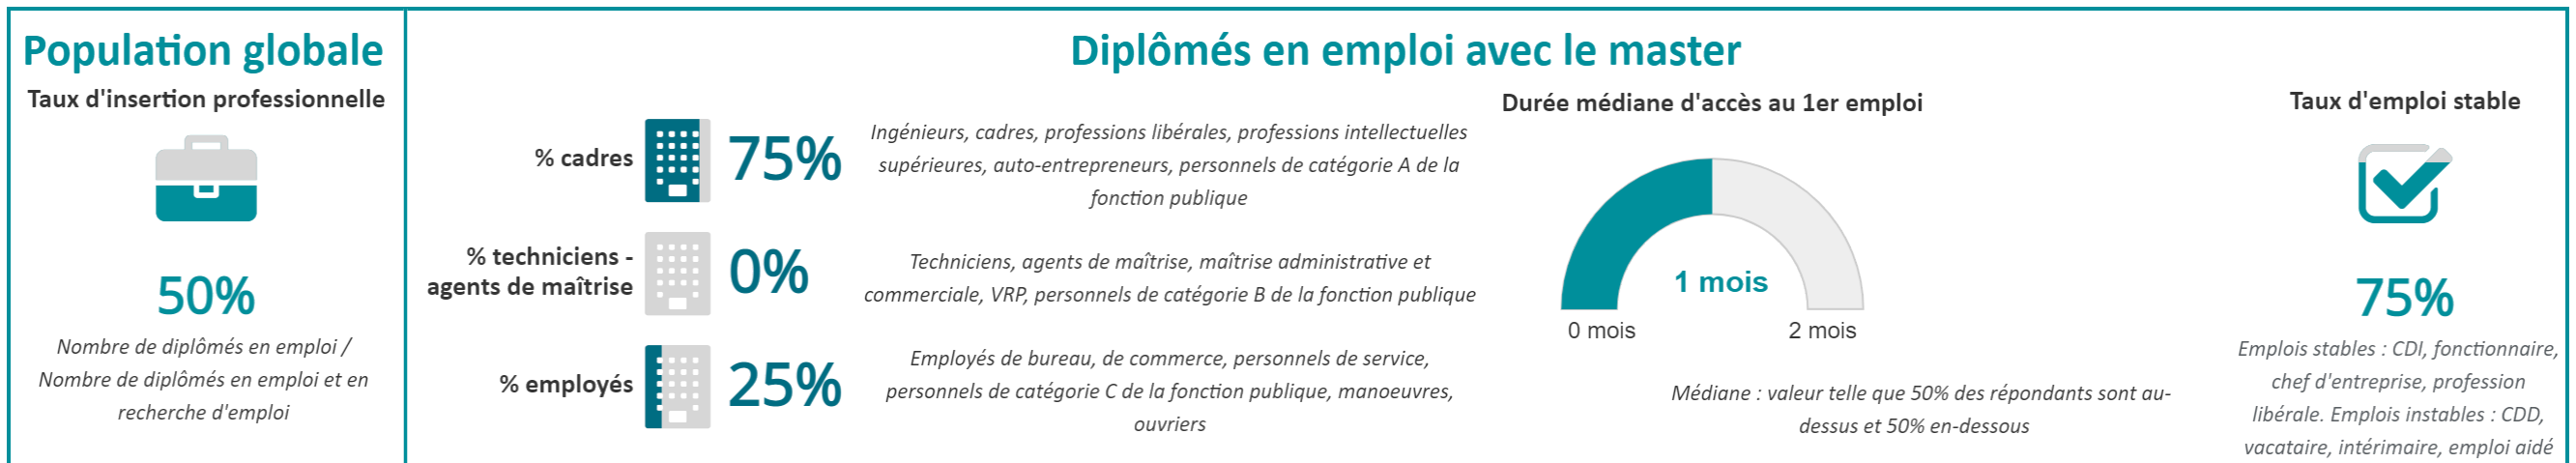 Population globale
Taux d'insertion professionnelle
50%
Nombre de diplômés en emploi /
Nombre de diplômés en emploi et en
recherche d'emploi
Diplômés en emploi avec le master
% cadres
75%
Ingénieurs, cadres, professions libérales, professions intellectuelles
supérieures, auto-entrepreneurs, personnels de catégorie A de la
fonction publique
% techniciens -
agents de maîtrise
0%
Techniciens, agents de maîtrise, maîtrise administrative et
commerciale, VRP, personnels de catégorie B de la fonction publique
% employés
25%
Employés de bureau, de commerce, personnels de service,
personnels de catégorie C de la fonction publique, manoeuvres,
ouvriers
Durée médiane d'accès au 1er emploi
1 mois
0 mois
2 mois
Médiane : valeur telle que 50% des répondants sont au-
dessus et 50% en-dessous
Taux d'emploi stable
75%
Emplois stables : CDI, fonctionnaire,
chef d'entreprise, profession
libérale. Emplois instables : CDD,
vacataire, intérimaire, emploi aidé